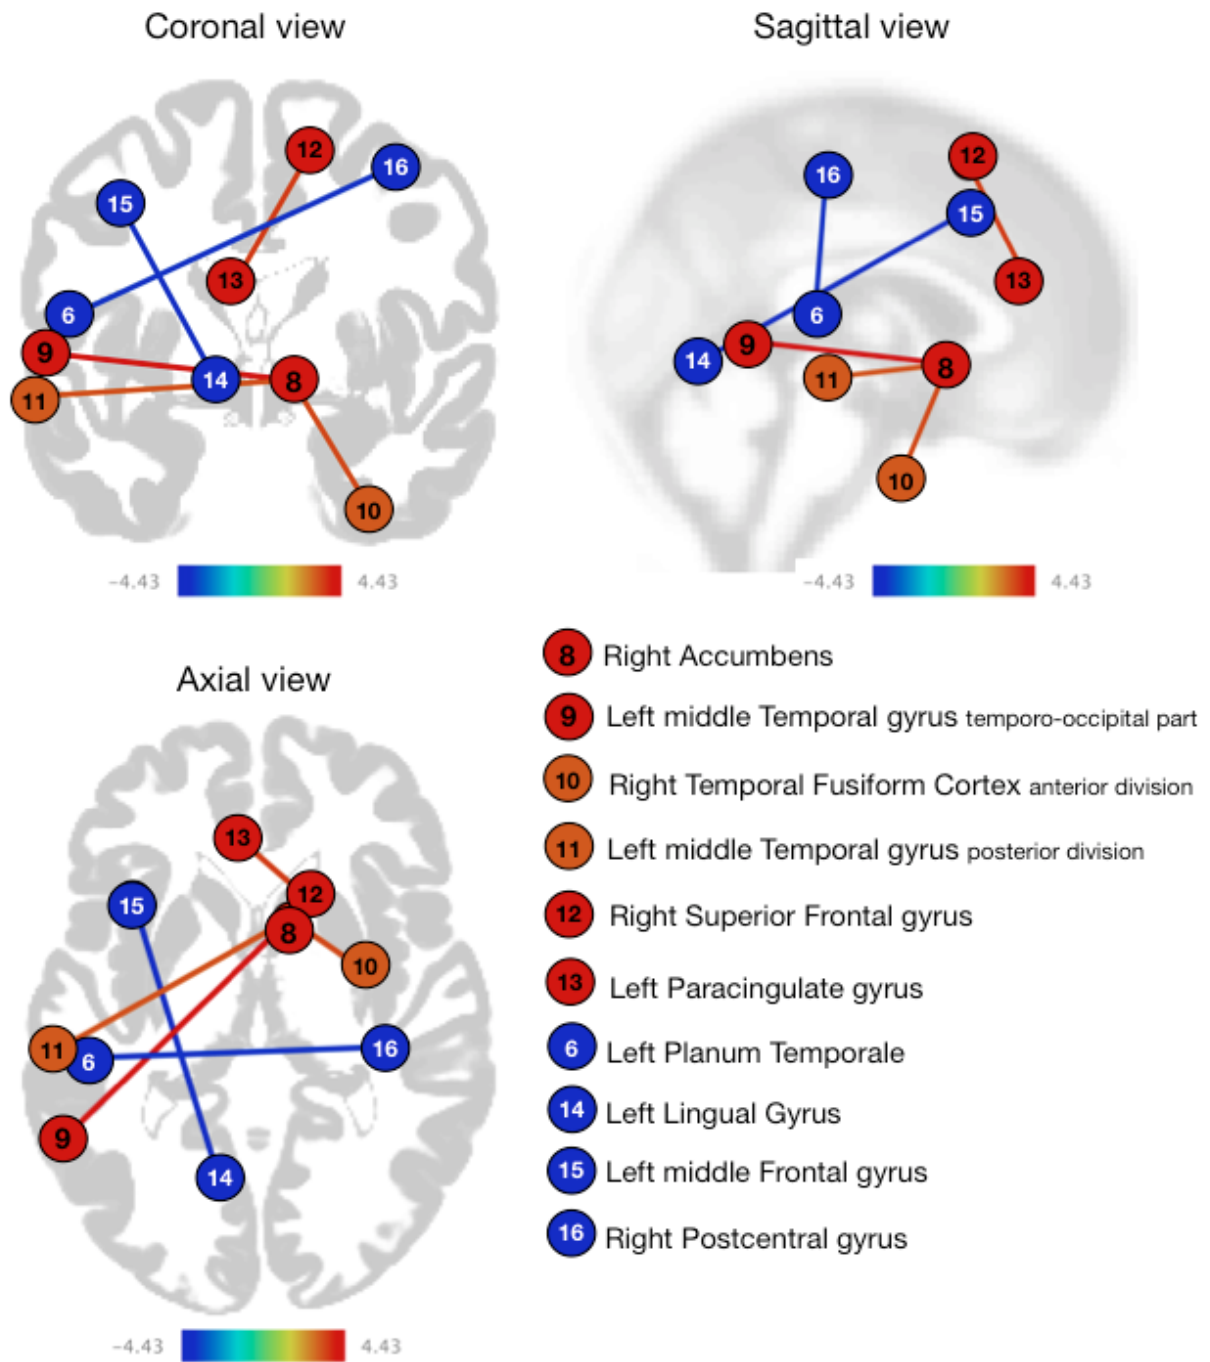 Coronal view
Sagittal view
12
16
15
13
6
9
14
8
11
10
-4.43
4.43
12
16
15
13
6
9
14
8
11
10
-4.43
4.43
Axial view
13
12
15
8
10
11
6
16
9
14
-4.43
4.43
8 Right Accumbens
9 Left middle Temporal gyrus temporo-occipital part
10 Right Temporal Fusiform Cortex anterior division
11 Left middle Temporal gyrus posterior division
12 Right Superior Frontal gyrus
13 Left Paracingulate gyrus
6 Left Planum Temporale
14 Left Lingual Gyrus
15 Left middle Frontal gyrus
16 Right Postcentral gyrus